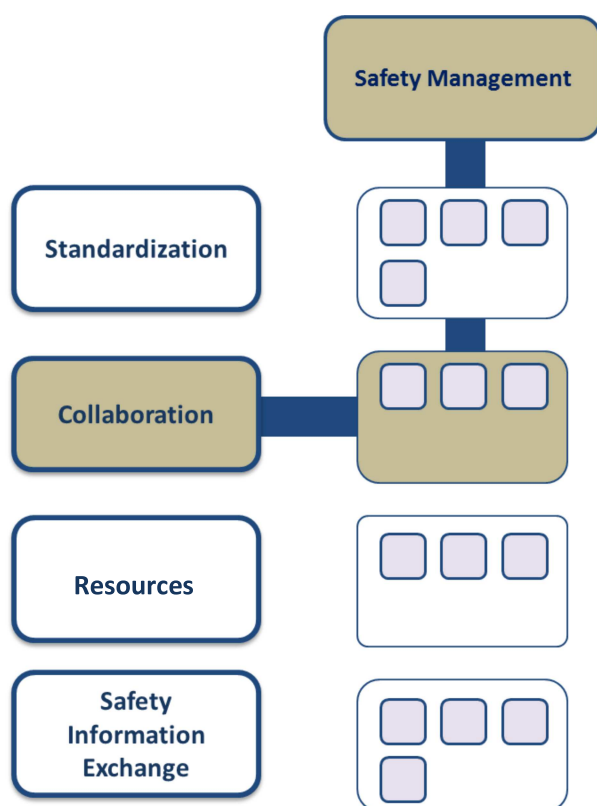 Safety Management
Standardization
Collaboration
Resources
Safety
Information
Exchange